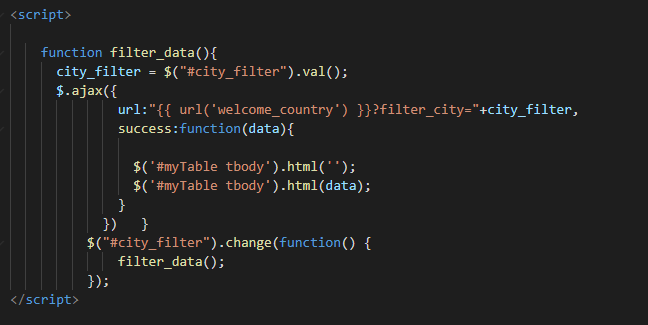 <script>
function filter_data(){
city_filter = $("#city_filter").val();
$.ajax({
url:"{{ url('welcome_country') }}?filter_city="+city_filter,
success:function(data){
$('#myTable tbody').html('');
$('#myTable tbody').html(data);
}
})   }
$("#city_filter").change(function() {
filter_data();
});
</script>